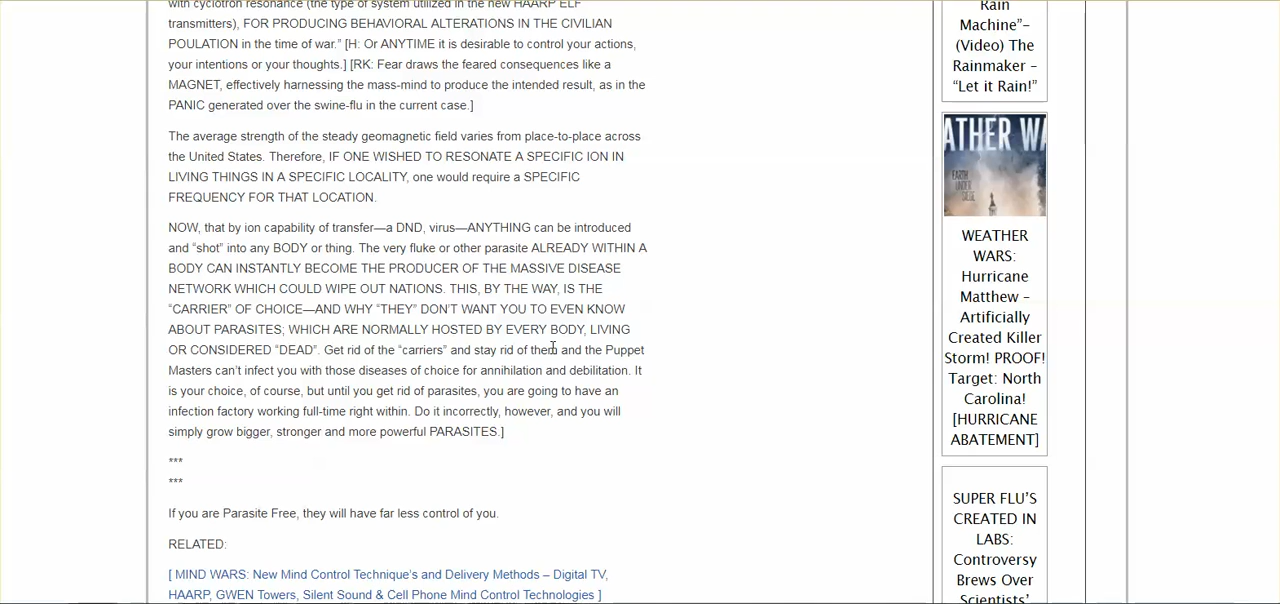 with cyclotron resonance (the type of system utilized in the new HAARP ELF
transmitters), FOR PRODUCING BEHAVIORAL ALTERATIONS IN THE CIVILIAN
POULATION in the time of war.” [H: Or ANYTIME it is desirable to control your actions,
your intentions or your thoughts.] [RK: Fear draws the feared consequences like a
MAGNET, effectively harnessing the mass-mind to produce the intended result, as in the
PANIC generated over the swine-flu in the current case.]
The average strength of the steady geomagnetic field varies from place-to-place across
the United States. Therefore, IF ONE WISHED TO RESONATE A SPECIFIC ION IN
LIVING THINGS IN A SPECIFIC LOCALITY, one would require a SPECIFIC
FREQUENCY FOR THAT LOCATION.
NOW, that by ion capability of transfer—a DND, virus—ANYTHING can be introduced
and “shot” into any BODY or thing. The very fluke or other parasite ALREADY WITHIN A
BODY CAN INSTANTLY BECOME THE PRODUCER OF THE MASSIVE DISEASE
NETWORK WHICH COULD WIPE OUT NATIONS. THIS, BY THE WAY, IS THE
“CARRIER” OF CHOICE—AND WHY “THEY” DON’T WANT YOU TO EVEN KNOW
ABOUT PARASITES; WHICH ARE NORMALLY HOSTED BY EVERY BODY, LIVING
OR CONSIDERED “DEAD”. Get rid of the “carriers” and stay rid of them and the Puppet
Masters can’t infect you with those diseases of choice for annihilation and debilitation. It
is your choice, of course, but until you get rid of parasites, you are going to have an
infection factory working full-time right within. Do it incorrectly, however, and you will
simply grow bigger, stronger and more powerful PARASITES.]
***
***
If you are Parasite Free, they will have far less control of you.
RELATED:
[ MIND WARS: New Mind Control Technique’s and Delivery Methods – Digital TV,
HAARP, GWEN Towers, Silent Sound & Cell Phone Mind Control Technologies ]
Rain
Machine”–
(Video) The
Rainmaker –
“Let it Rain!”
ATHER WA
EARTH
UNDER
SIEGE
WEATHER
WARS:
Hurricane
Matthew –
Artificially
Created Killer
Storm! PROOF!
Target: North
Carolina!
[HURRICANE
ABATEMENT]
SUPER FLU’S
CREATED IN
LABS:
Controversy
Brews Over
Scientists’